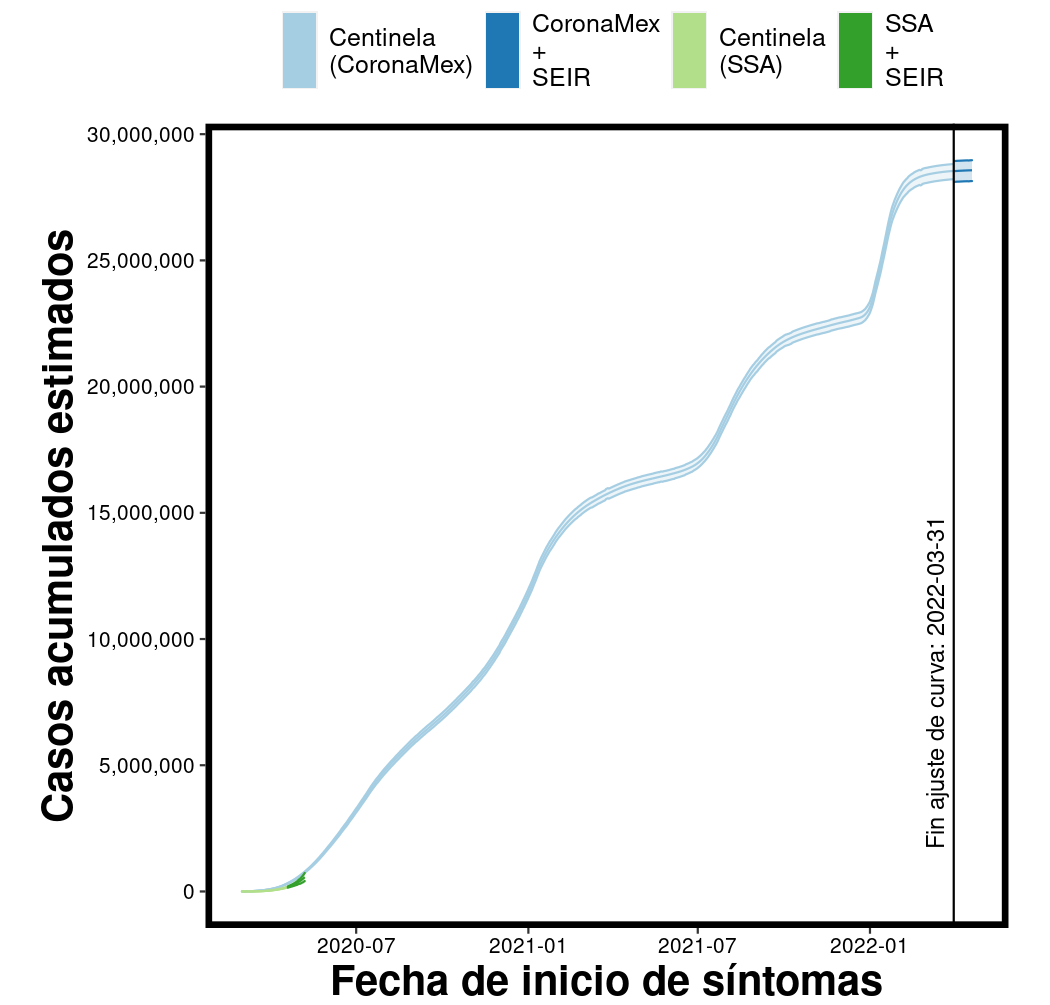 Centinela
(CoronaMex)
CoronaMex
+
SEIR
Centinela
(SSA)
SSA
+
SEIR
Casos acumulados estimados
30,000,000
25,000,000
20,000,000
15,000,000
10,000,000
5,000,000
0
Fin ajuste de curva: 2022-03-31
2020-07
2021-01
2021-07
2022-01
Fecha de inicio de síntomas